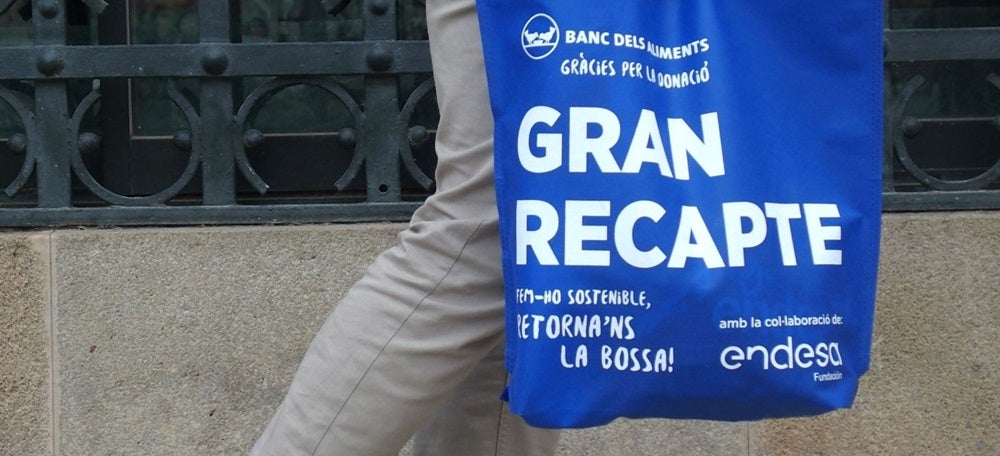 BANC DELS ALIMENTS
GRÀCIES PER LA DONACIÓ
GRAN
RECAPTE
FEM-HO SOSTENIBLE,
RETORNA'NS
LA BOSSA!
amb la col·laboració de:
endesa
Fundación